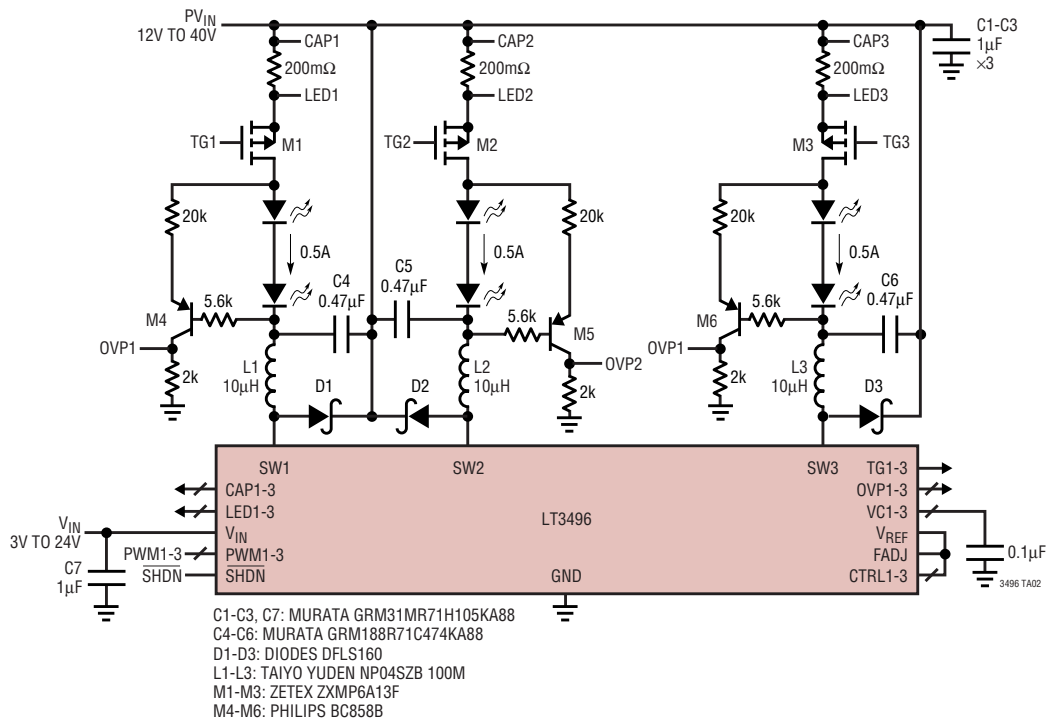 PVIN
12V TO 40V
CAP1
CAP2
CAP3
C1-C3
1µF
×3
200mΩ
200mΩ
200mΩ
LED1
LED2
LED3
TG1
M1
TG2
M2
M3
TG3
20k
20k
20k
0.5A
0.5A
0.5A
C4
0.47µF
C5
0.47µF
C6
0.47µF
M4
5.6k
5.6k
M5
M6
5.6k
OVP1
OVP2
OVP1
2k
2k
2k
L1
10µH
L2
10µH
L3
10µH
D1
D2
D3
SW1
SW2
SW3
TG1-3
CAP1-3
OVP1-3
LED1-3
LT3496
VC1-3
VIN
3V TO 24V
VIN
VREF
PWM1-3
PWM1-3
FADJ
0.1µF
C7
1µF
SHDN
SHDN
GND
CTRL1-3
3496 TA02
C1-C3, C7: MURATA GRM31MR71H105KA88
C4-C6: MURATA GRM188R71C474KA88
D1-D3: DIODES DFLS160
L1-L3: TAIYO YUDEN NP04SZB 100M
M1-M3: ZETEX ZXMP6A13F
M4-M6: PHILIPS BC858B